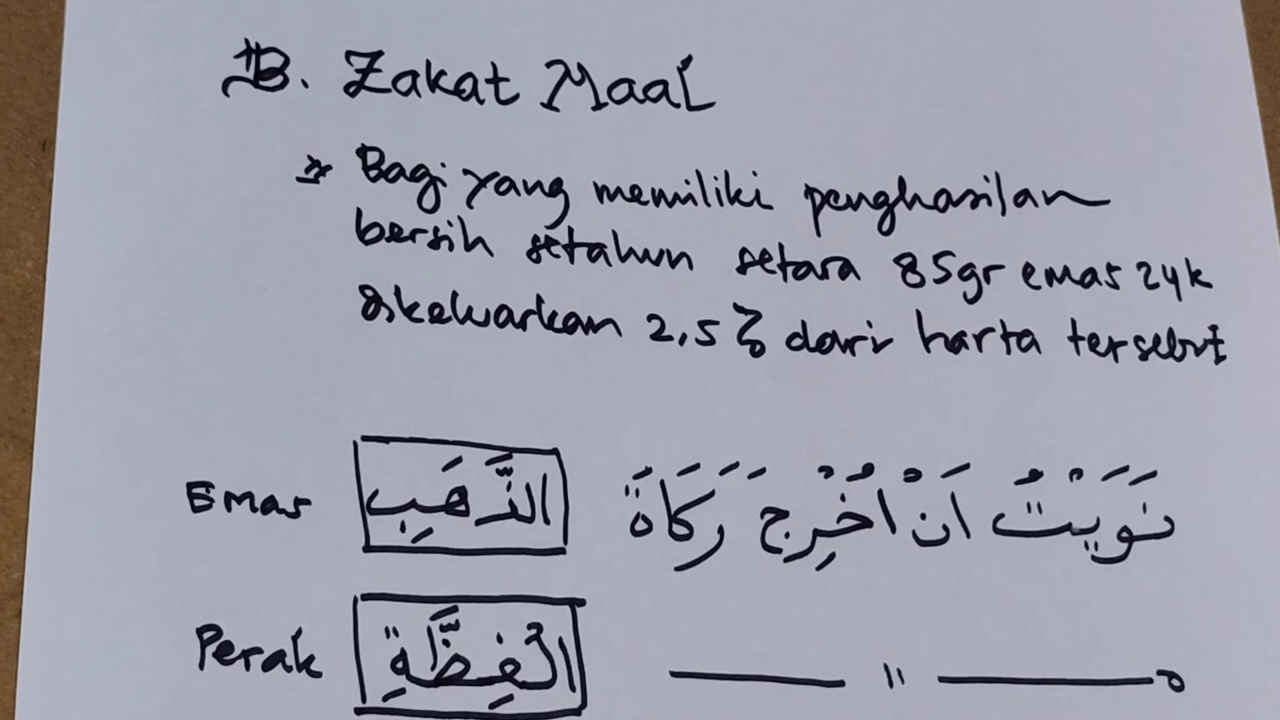 B. Zakat Maal
Bagi yang memiliki penghasilan
bersih setahun setara 85gr emas 24k
dikeluarkan 2,5% dari harta tersebut
Emas الذَّهَبِ نَوَيْتُ اَنْ اُخْرِجَ زَكَاةَ
Perak الْفِظَّةِ — " —